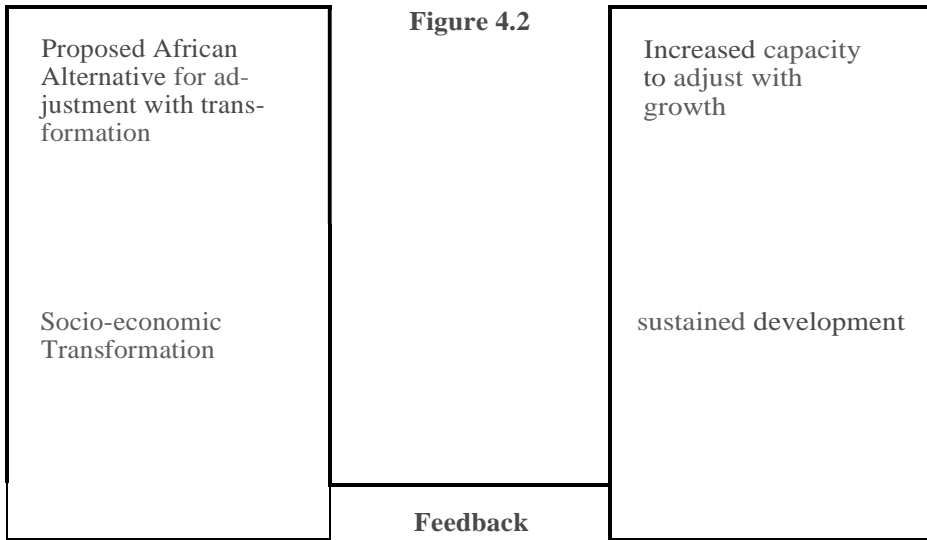 Figure 4.2
Proposed African
Alternative for ad-
justment with trans-
formation
Increased capacity
to adjust with
growth
Socio-economic
Transformation
sustained development
Feedback